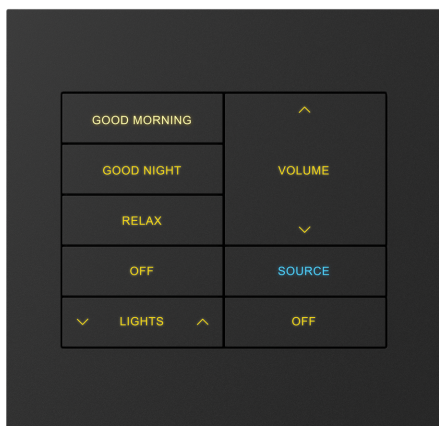 GOOD MORNING
GOOD NIGHT
RELAX
OFF
LIGHTS
VOLUME
SOURCE
OFF